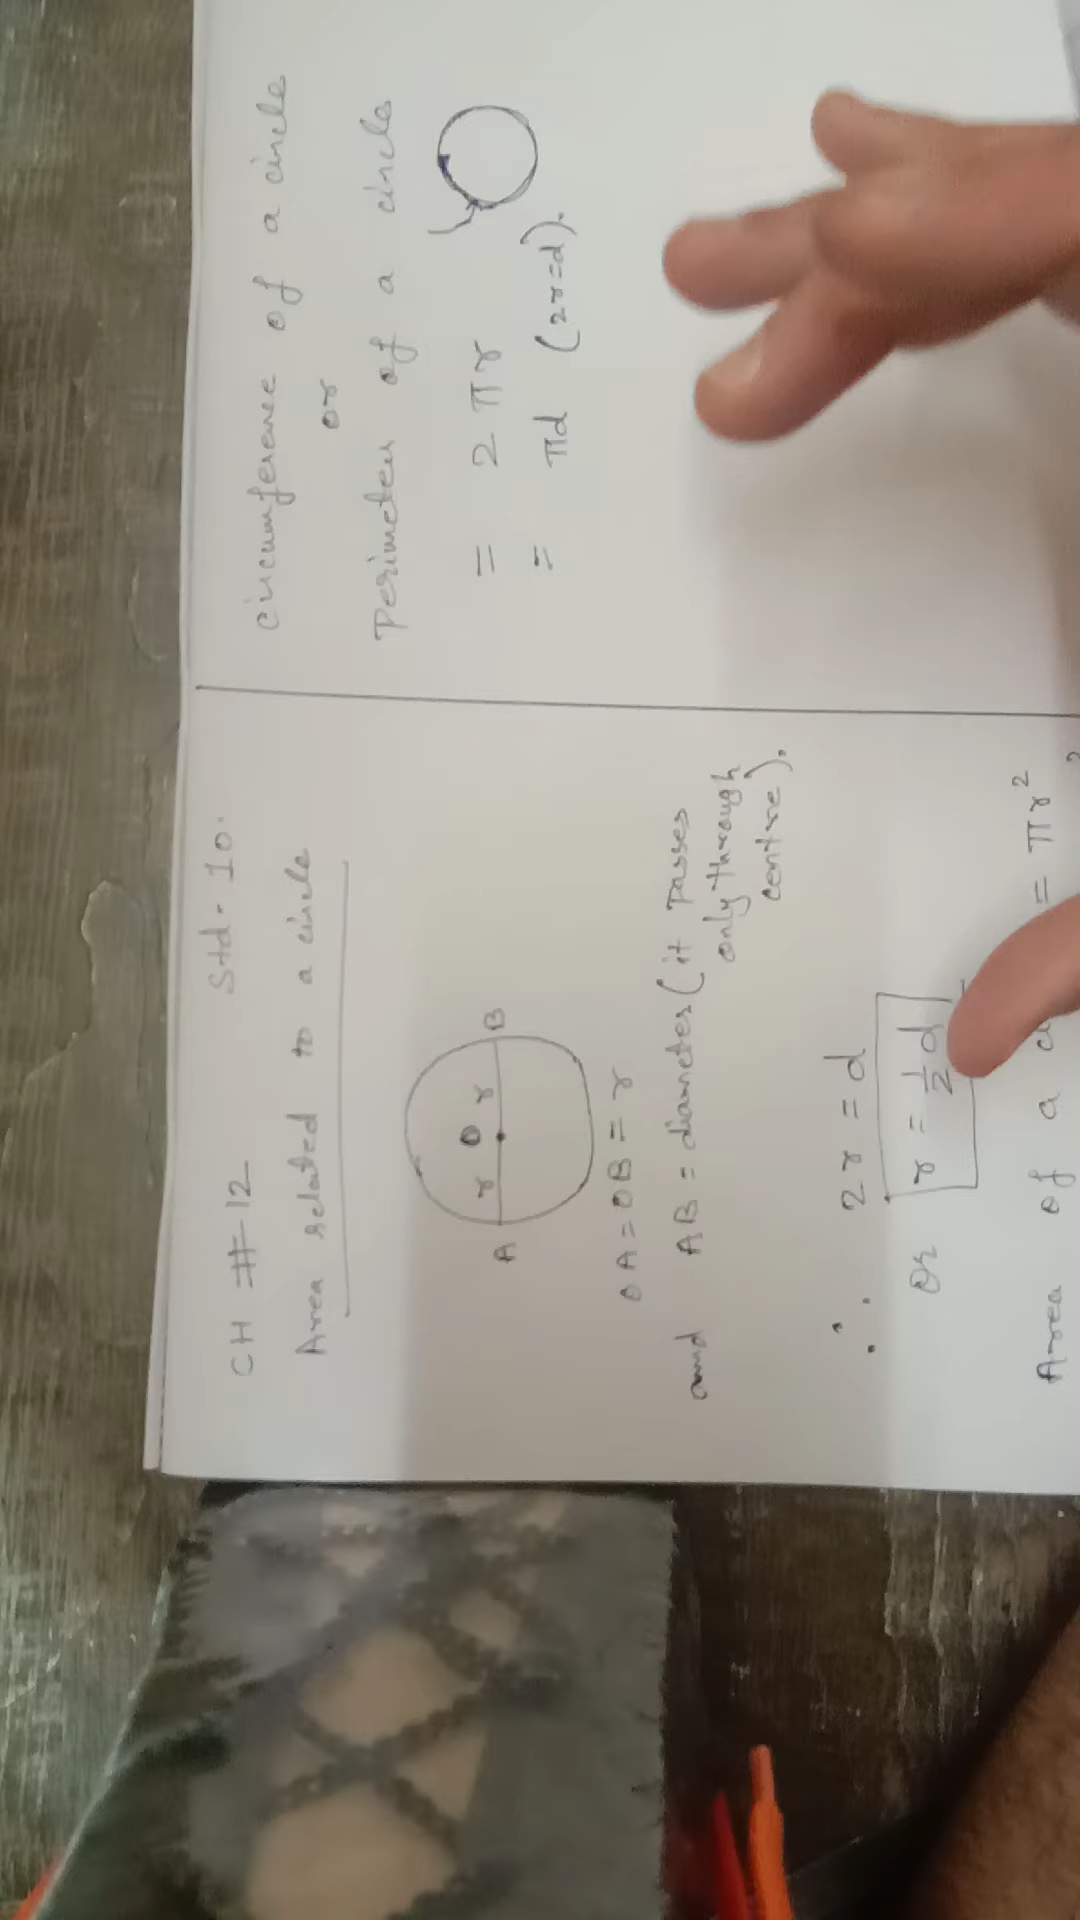 CH # 12 Std- 10.
Area related to a circle
O
A r r B
OA = OB = r
and AB = diameter (it passes
only through
centre).
∴ 2r = d
or r = 1/2 d
Area of a = πr²
circumference of a circle
or
Perimeter of a circle
= 2πr
= πd (2r=d).